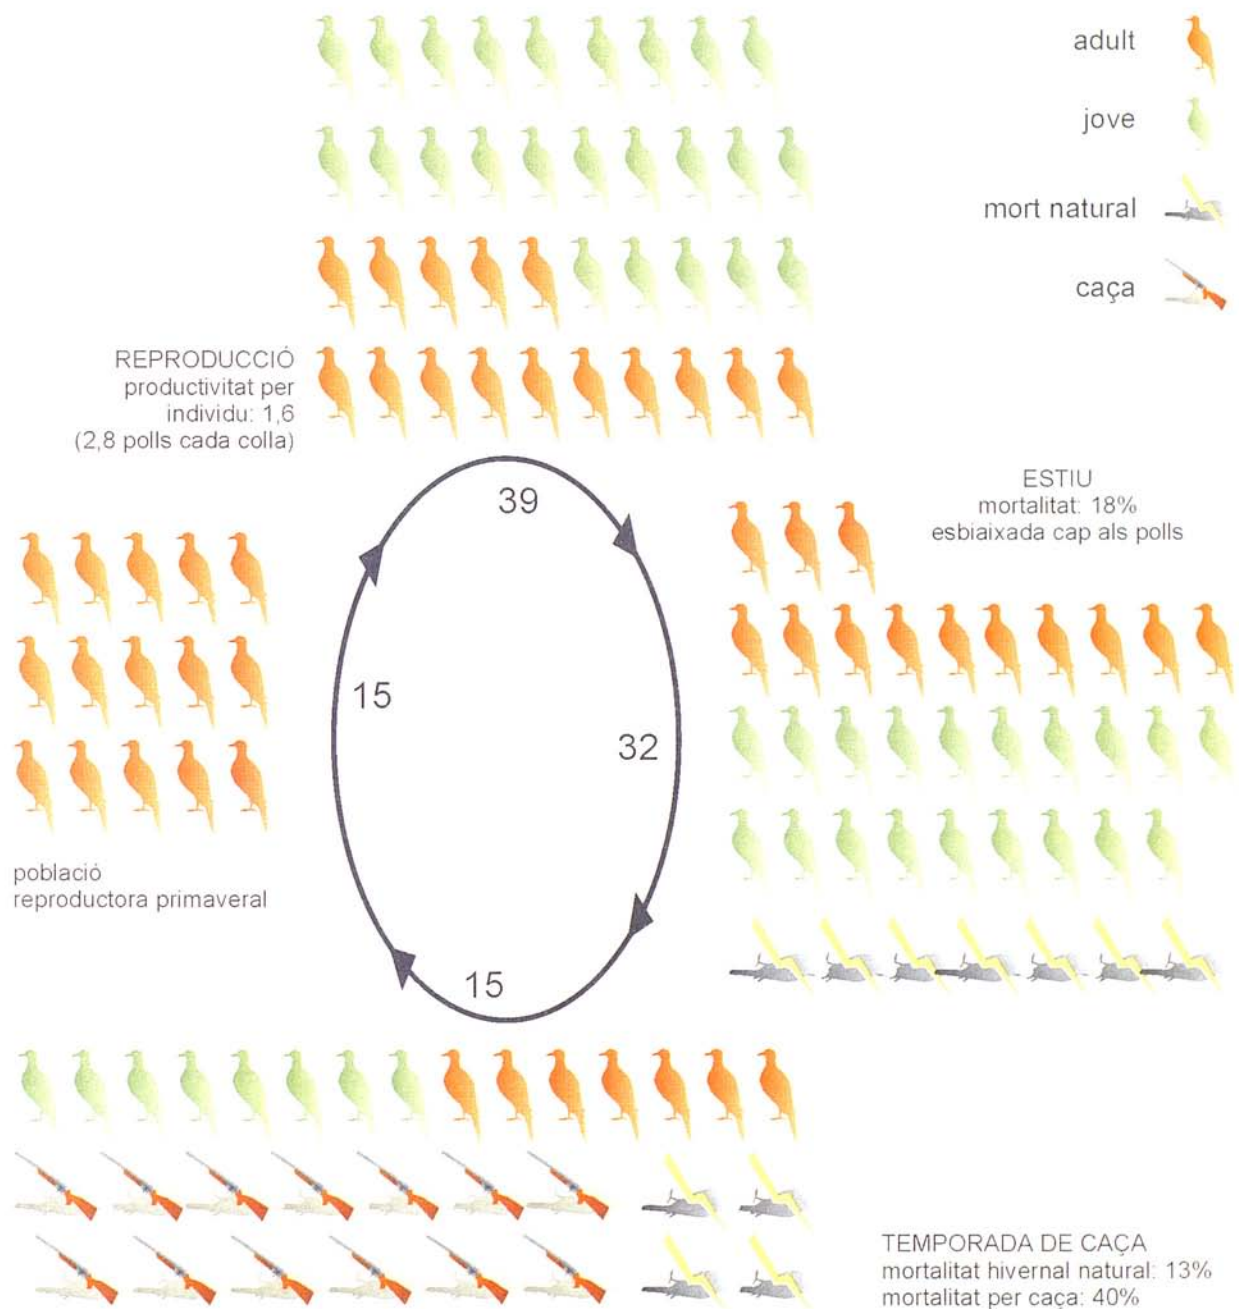 adult
jove
mort natural
caça
REPRODUCCIÓ
productivitat per
individu: 1,6
(2,8 polls cada colla)
39
ESTIU
mortalitat: 18%
esbiaixada cap als polls
15
32
població
reproductora primaveral
15
TEMPORADA DE CAÇA
mortalitat hivernal natural: 13%
mortalitat per caça: 40%